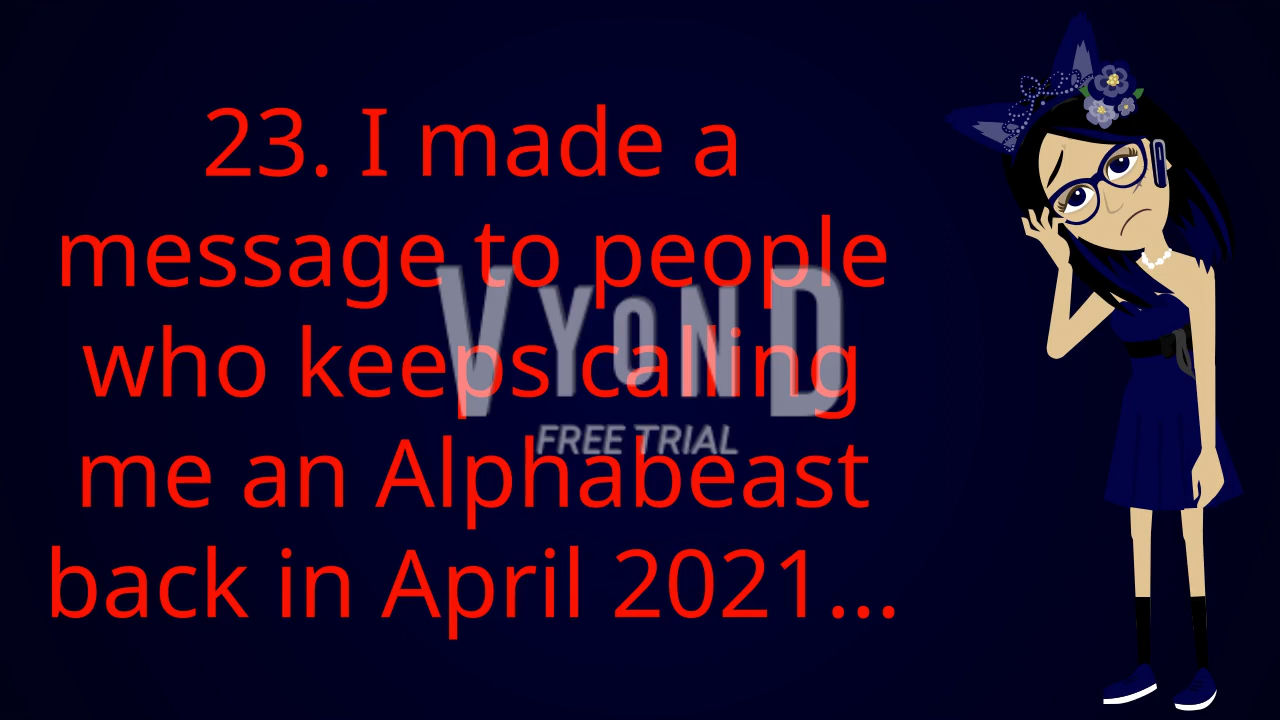 23. I made a
message to people
who keeps calling
me an Alphabeast
back in April 2021...
VYOND
FREE TRIAL